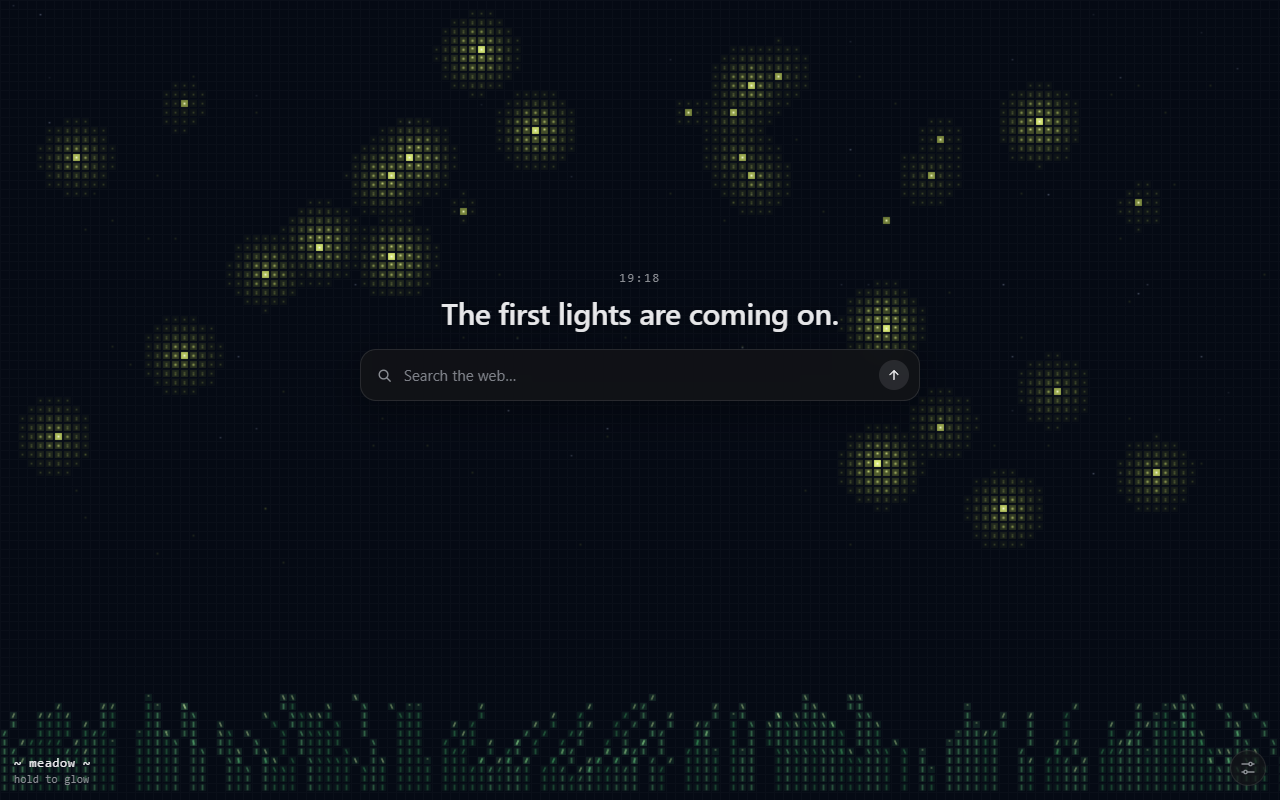 19:18
The first lights are coming on.
Search the web...
~ meadow ~
hold to glow